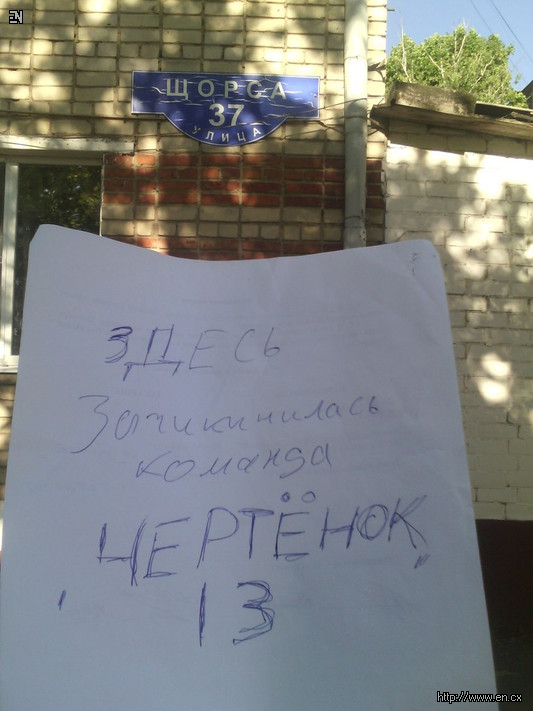 EN
ЩОРСА
37
УЛИЦА
ЗДЕСЬ
Зачикинилась
команда
"ЧЕРТЁНОК"
13
http://www.en.cx